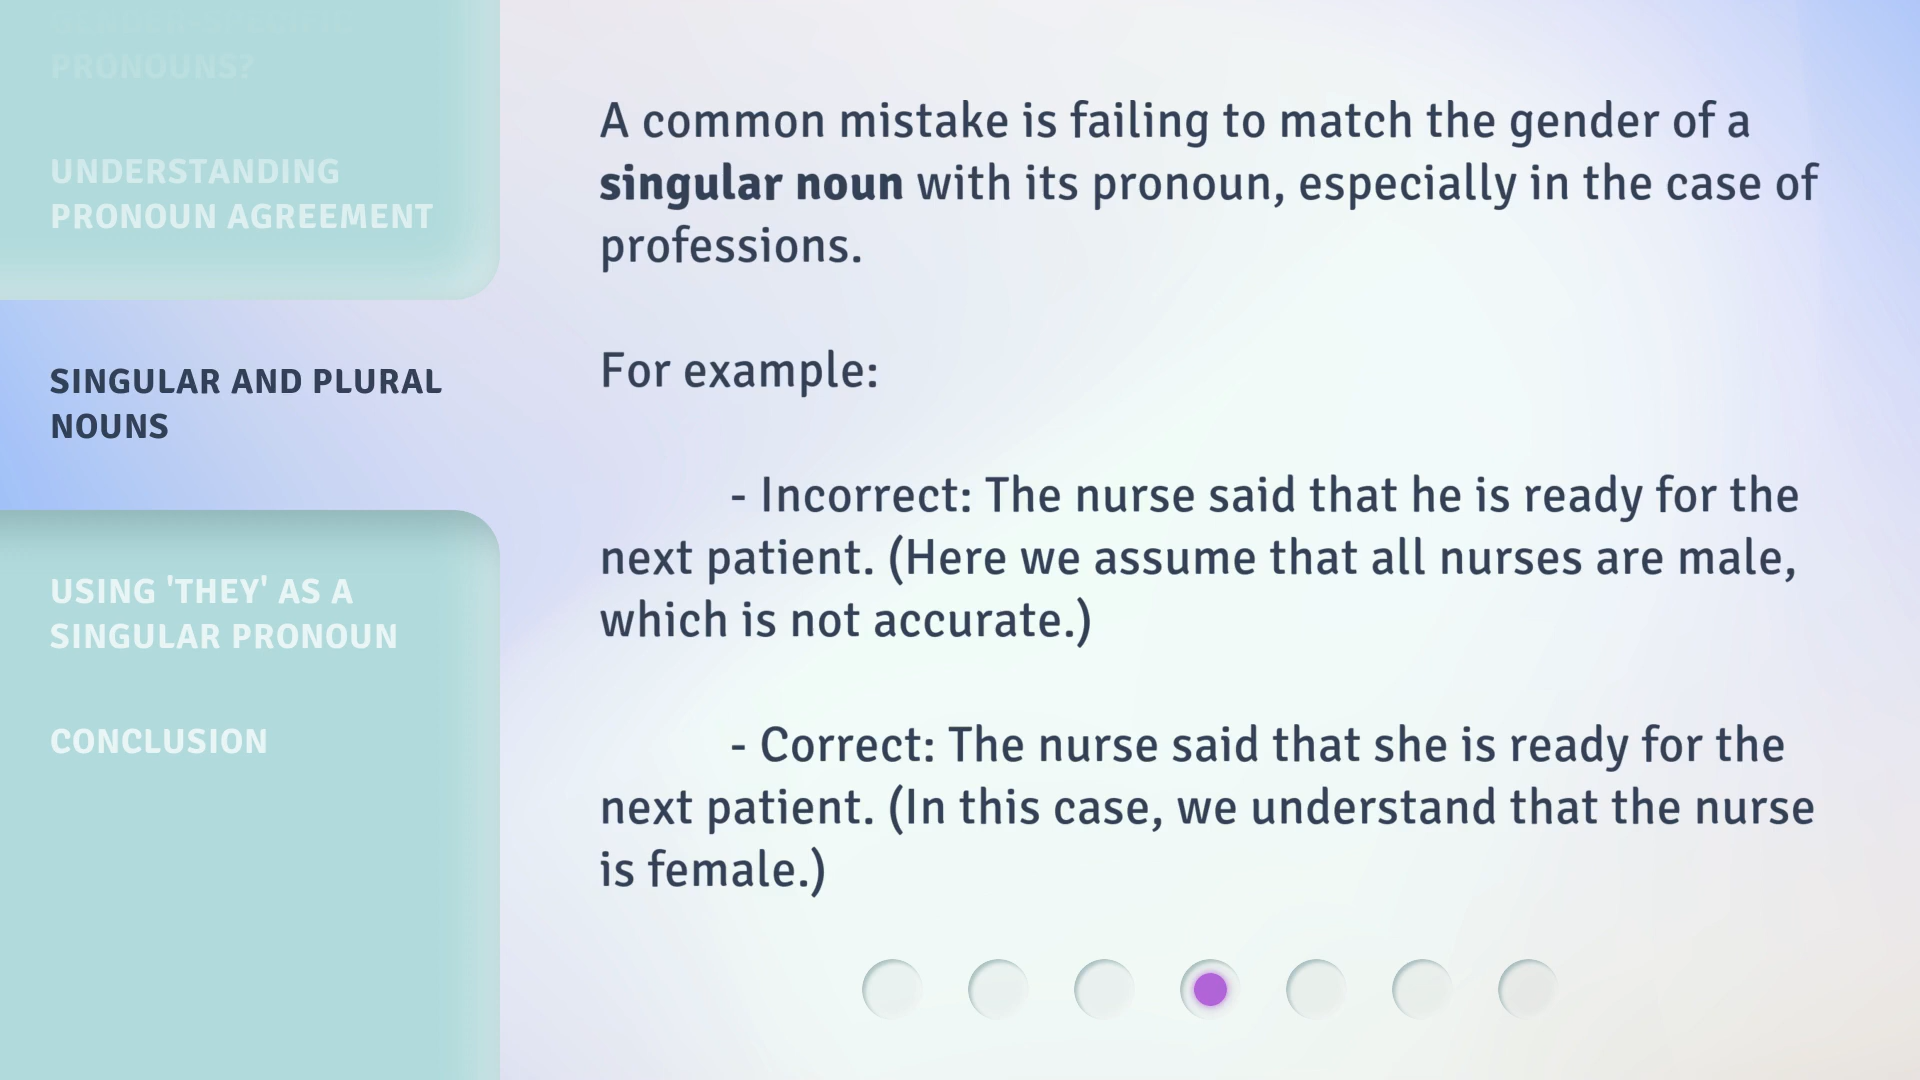 PRONOUNS?
UNDERSTANDING
PRONOUN AGREEMENT
SINGULAR AND PLURAL
NOUNS
USING 'THEY' AS A
SINGULAR PRONOUN
CONCLUSION
A common mistake is failing to match the gender of a
singular noun with its pronoun, especially in the case of
professions.
For example:
- Incorrect: The nurse said that he is ready for the
next patient. (Here we assume that all nurses are male,
which is not accurate.)
- Correct: The nurse said that she is ready for the
next patient. (In this case, we understand that the nurse
is female.)